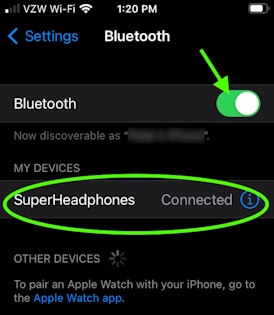 VZW Wi-Fi 1:20 PM
Settings Bluetooth
Bluetooth
Now discoverable as “
MY DEVICES
SuperHeadphones Connected
OTHER DEVICES
To pair an Apple Watch with your iPhone, go to
the Apple Watch app.